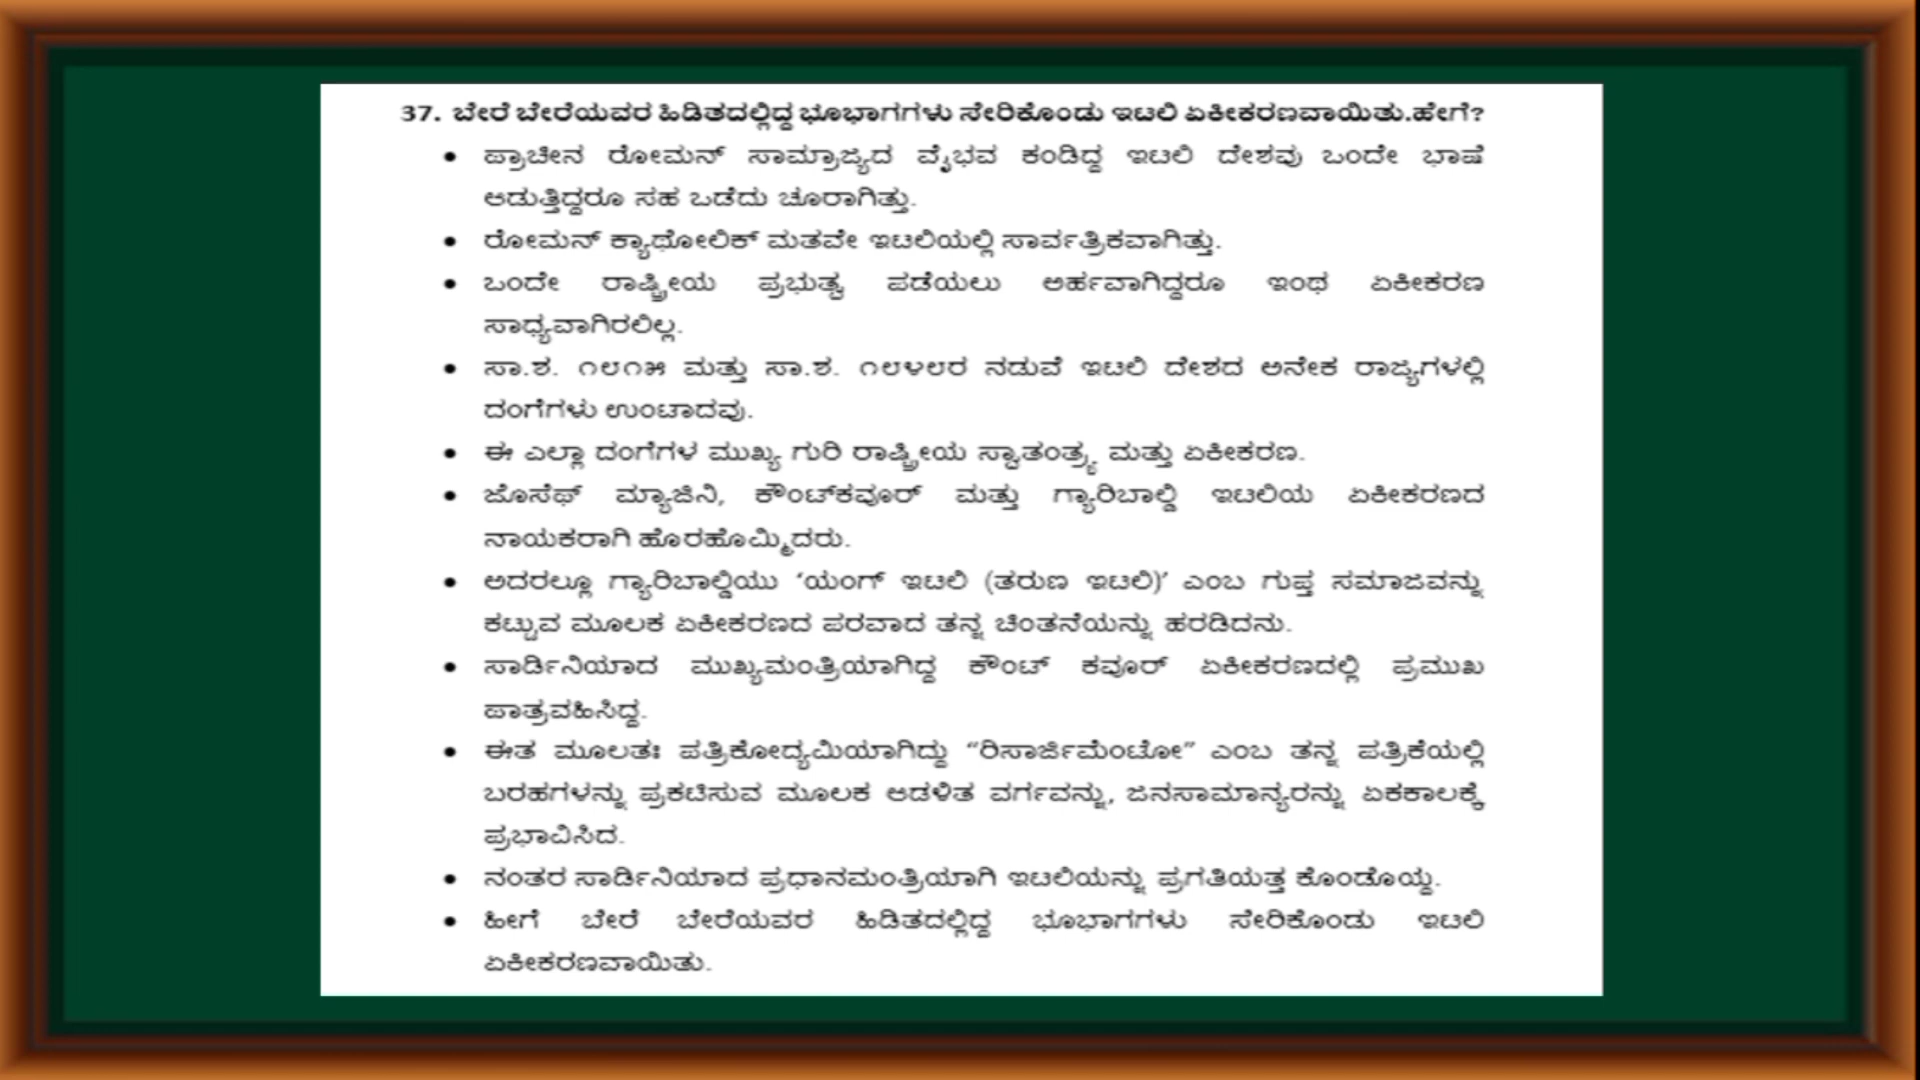 37. ಬೇರೆ ಬೇರೆಯವರ ಹಿಡಿತದಲ್ಲಿದ್ದ ಭೂಭಾಗಗಳು ಸೇರಿಕೊಂಡು ಇಟಲಿ ಏಕೀಕರಣವಾಯಿತು.ಹೇಗೆ?
• ಪ್ರಾಚೀನ ರೋಮನ್ ಸಾಮ್ರಾಜ್ಯದ ವೈಭವ ಕಂಡಿದ್ದ ಇಟಲಿ ದೇಶವು ಒಂದೇ ಭಾಷೆ
ಆಡುತ್ತಿದ್ದರೂ ಸಹ ಒಡೆದು ಚೂರಾಗಿತ್ತು.
• ರೋಮನ್ ಕ್ಯಾಥೋಲಿಕ್ ಮತವೇ ಇಟಲಿಯಲ್ಲಿ ಸಾರ್ವತ್ರಿಕವಾಗಿತ್ತು.
• ಒಂದೇ ರಾಷ್ಟ್ರೀಯ ಪ್ರಭುತ್ವ ಪಡೆಯಲು ಅರ್ಹವಾಗಿದ್ದರೂ ಇಂಥ ಏಕೀಕರಣ
ಸಾಧ್ಯವಾಗಿರಲಿಲ್ಲ.
• ಸಾ.ಶ. ೧೮೧೫ ಮತ್ತು ಸಾ.ಶ. ೧೮೪೮ರ ನಡುವೆ ಇಟಲಿ ದೇಶದ ಅನೇಕ ರಾಜ್ಯಗಳಲ್ಲಿ
ದಂಗೆಗಳು ಉಂಟಾದವು.
• ಈ ಎಲ್ಲಾ ದಂಗೆಗಳ ಮುಖ್ಯ ಗುರಿ ರಾಷ್ಟ್ರೀಯ ಸ್ವಾತಂತ್ರ್ಯ ಮತ್ತು ಏಕೀಕರಣ.
• ಜೊಸೆಫ್ ಮ್ಯಾಜಿನಿ, ಕೌಂಟ್‌ಕವೂರ್ ಮತ್ತು ಗ್ಯಾರಿಬಾಲ್ಡಿ ಇಟಲಿಯ ಏಕೀಕರಣದ
ನಾಯಕರಾಗಿ ಹೊರಹೊಮ್ಮಿದರು.
• ಅದರಲ್ಲೂ ಗ್ಯಾರಿಬಾಲ್ಡಿಯು ‘ಯಂಗ್ ಇಟಲಿ (ತರುಣ ಇಟಲಿ)’ ಎಂಬ ಗುಪ್ತ ಸಮಾಜವನ್ನು
ಕಟ್ಟುವ ಮೂಲಕ ಏಕೀಕರಣದ ಪರವಾದ ತನ್ನ ಚಿಂತನೆಯನ್ನು ಹರಡಿದನು.
• ಸಾರ್ಡಿನಿಯಾದ ಮುಖ್ಯಮಂತ್ರಿಯಾಗಿದ್ದ ಕೌಂಟ್ ಕವೂರ್ ಏಕೀಕರಣದಲ್ಲಿ ಪ್ರಮುಖ
ಪಾತ್ರವಹಿಸಿದ್ದ.
• ಈತ ಮೂಲತಃ ಪತ್ರಿಕೋದ್ಯಮಿಯಾಗಿದ್ದು “ರಿಸಾರ್ಜಿಮೆಂಟೋ” ಎಂಬ ತನ್ನ ಪತ್ರಿಕೆಯಲ್ಲಿ
ಬರಹಗಳನ್ನು ಪ್ರಕಟಿಸುವ ಮೂಲಕ ಆಡಳಿತ ವರ್ಗವನ್ನು, ಜನಸಾಮಾನ್ಯರನ್ನು ಏಕಕಾಲಕ್ಕೆ
ಪ್ರಭಾವಿಸಿದ.
• ನಂತರ ಸಾರ್ಡಿನಿಯಾದ ಪ್ರಧಾನಮಂತ್ರಿಯಾಗಿ ಇಟಲಿಯನ್ನು ಪ್ರಗತಿಯತ್ತ ಕೊಂಡೊಯ್ದ.
• ಹೀಗೆ ಬೇರೆ ಬೇರೆಯವರ ಹಿಡಿತದಲ್ಲಿದ್ದ ಭೂಭಾಗಗಳು ಸೇರಿಕೊಂಡು ಇಟಲಿ
ಏಕೀಕರಣವಾಯಿತು.